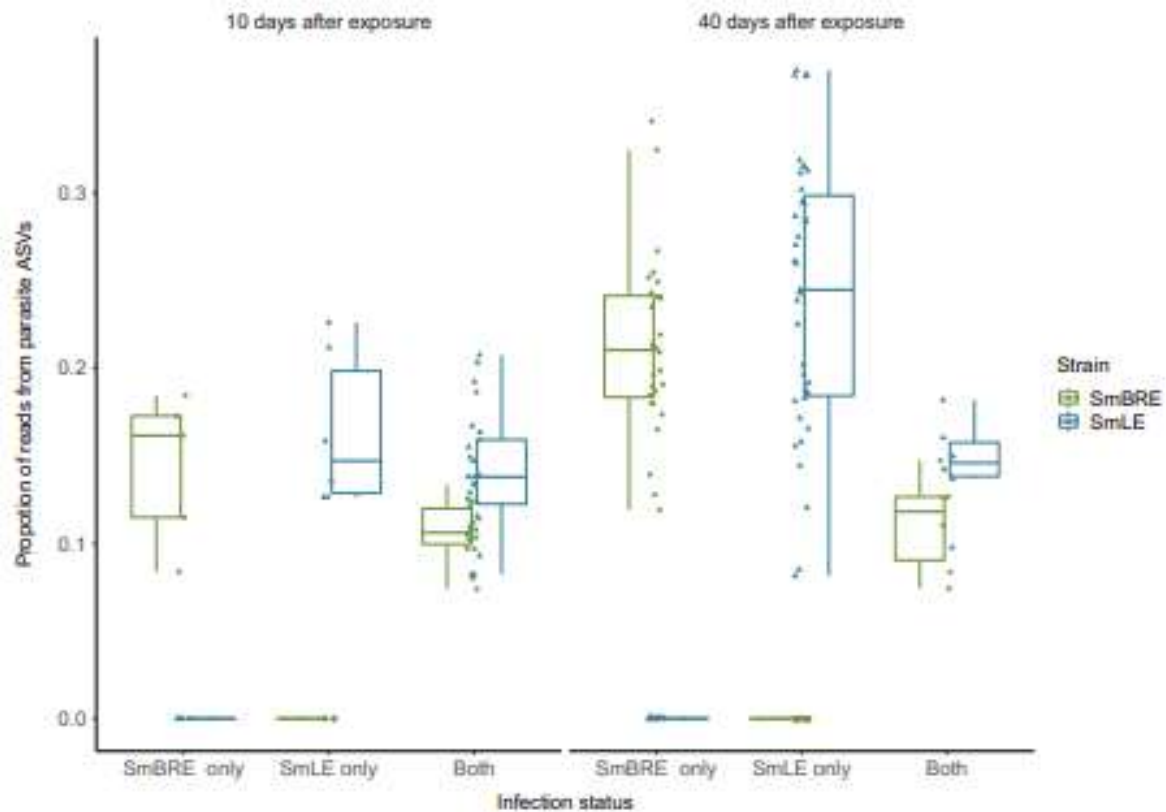 10 days after exposure
40 days after exposure
Propotion of reads from parasite ASVs
0.3
0.2
0.1
0.0
SmBRE only
SmLE only
Both
SmBRE only
SmLE only
Both
Infection status
Strain
SmBRE
SmLE